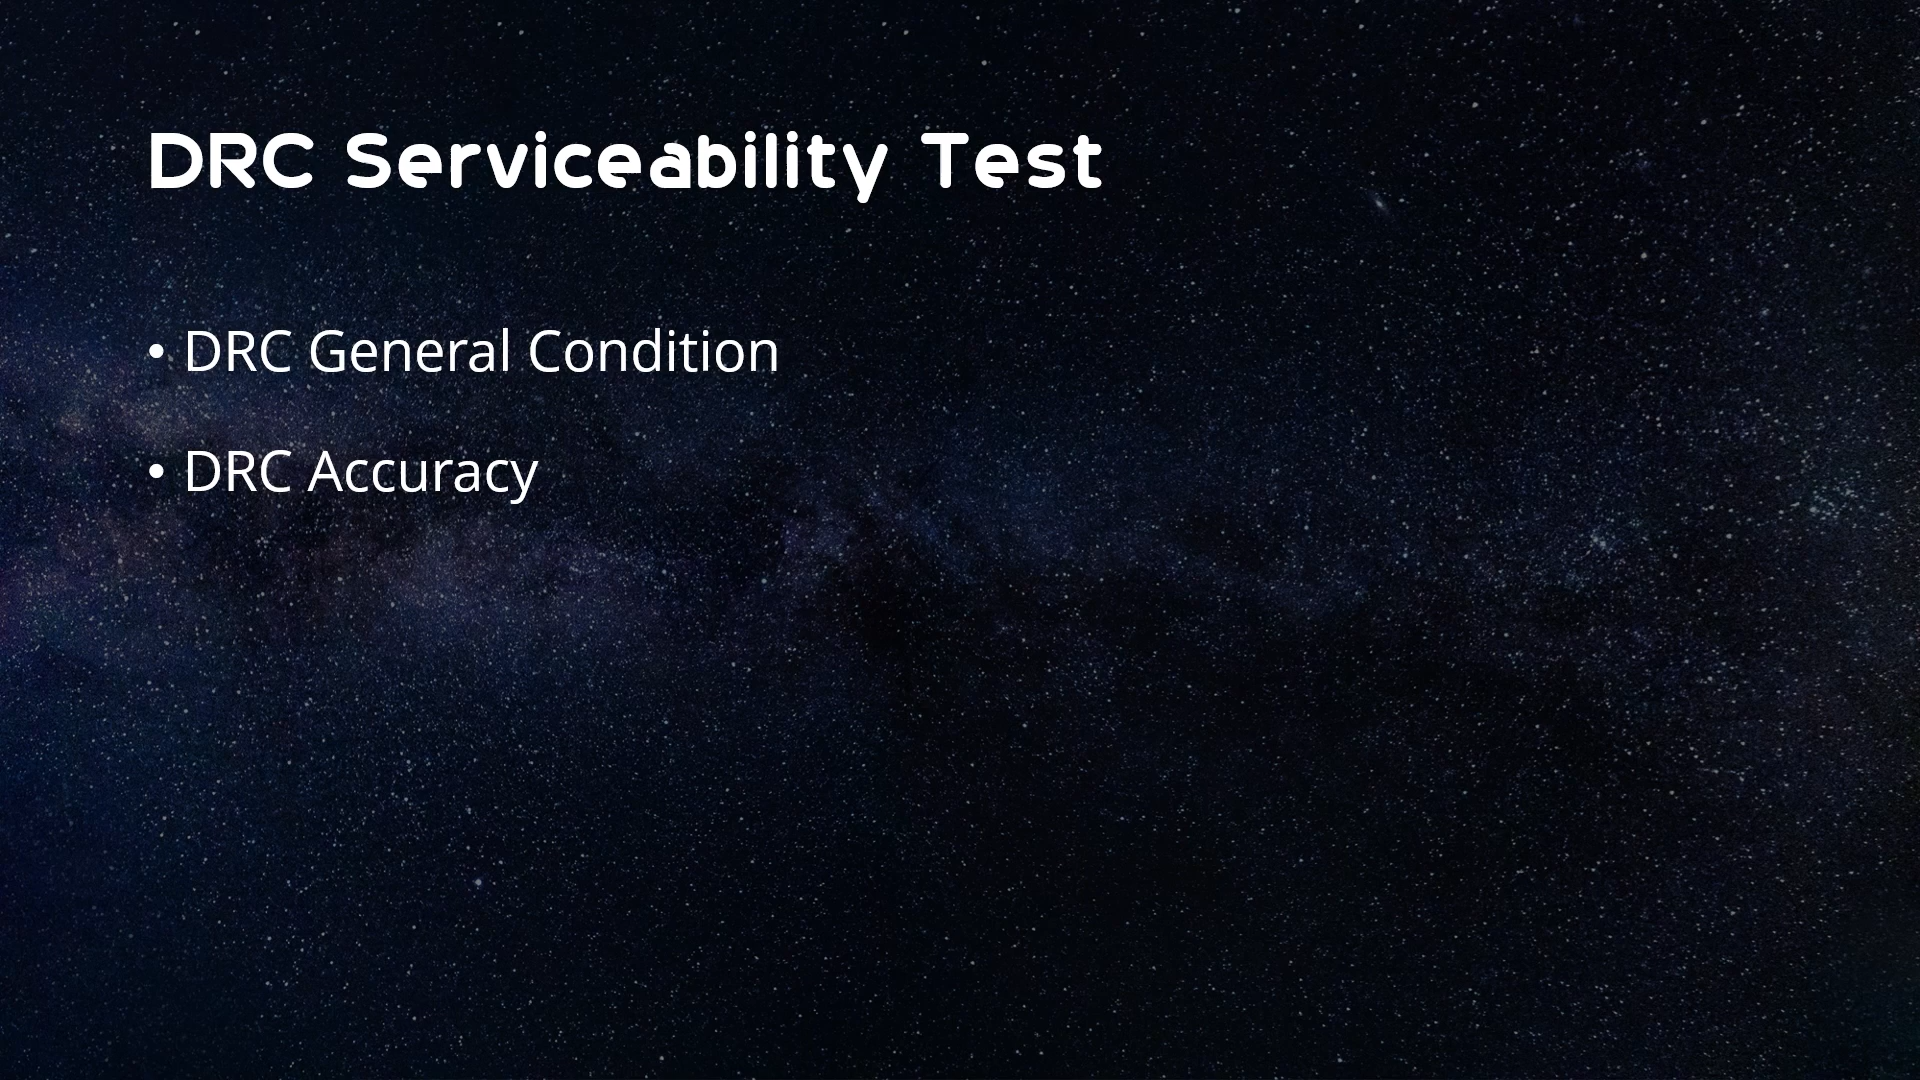 DRC Serviceability Test
• DRC General Condition
• DRC Accuracy